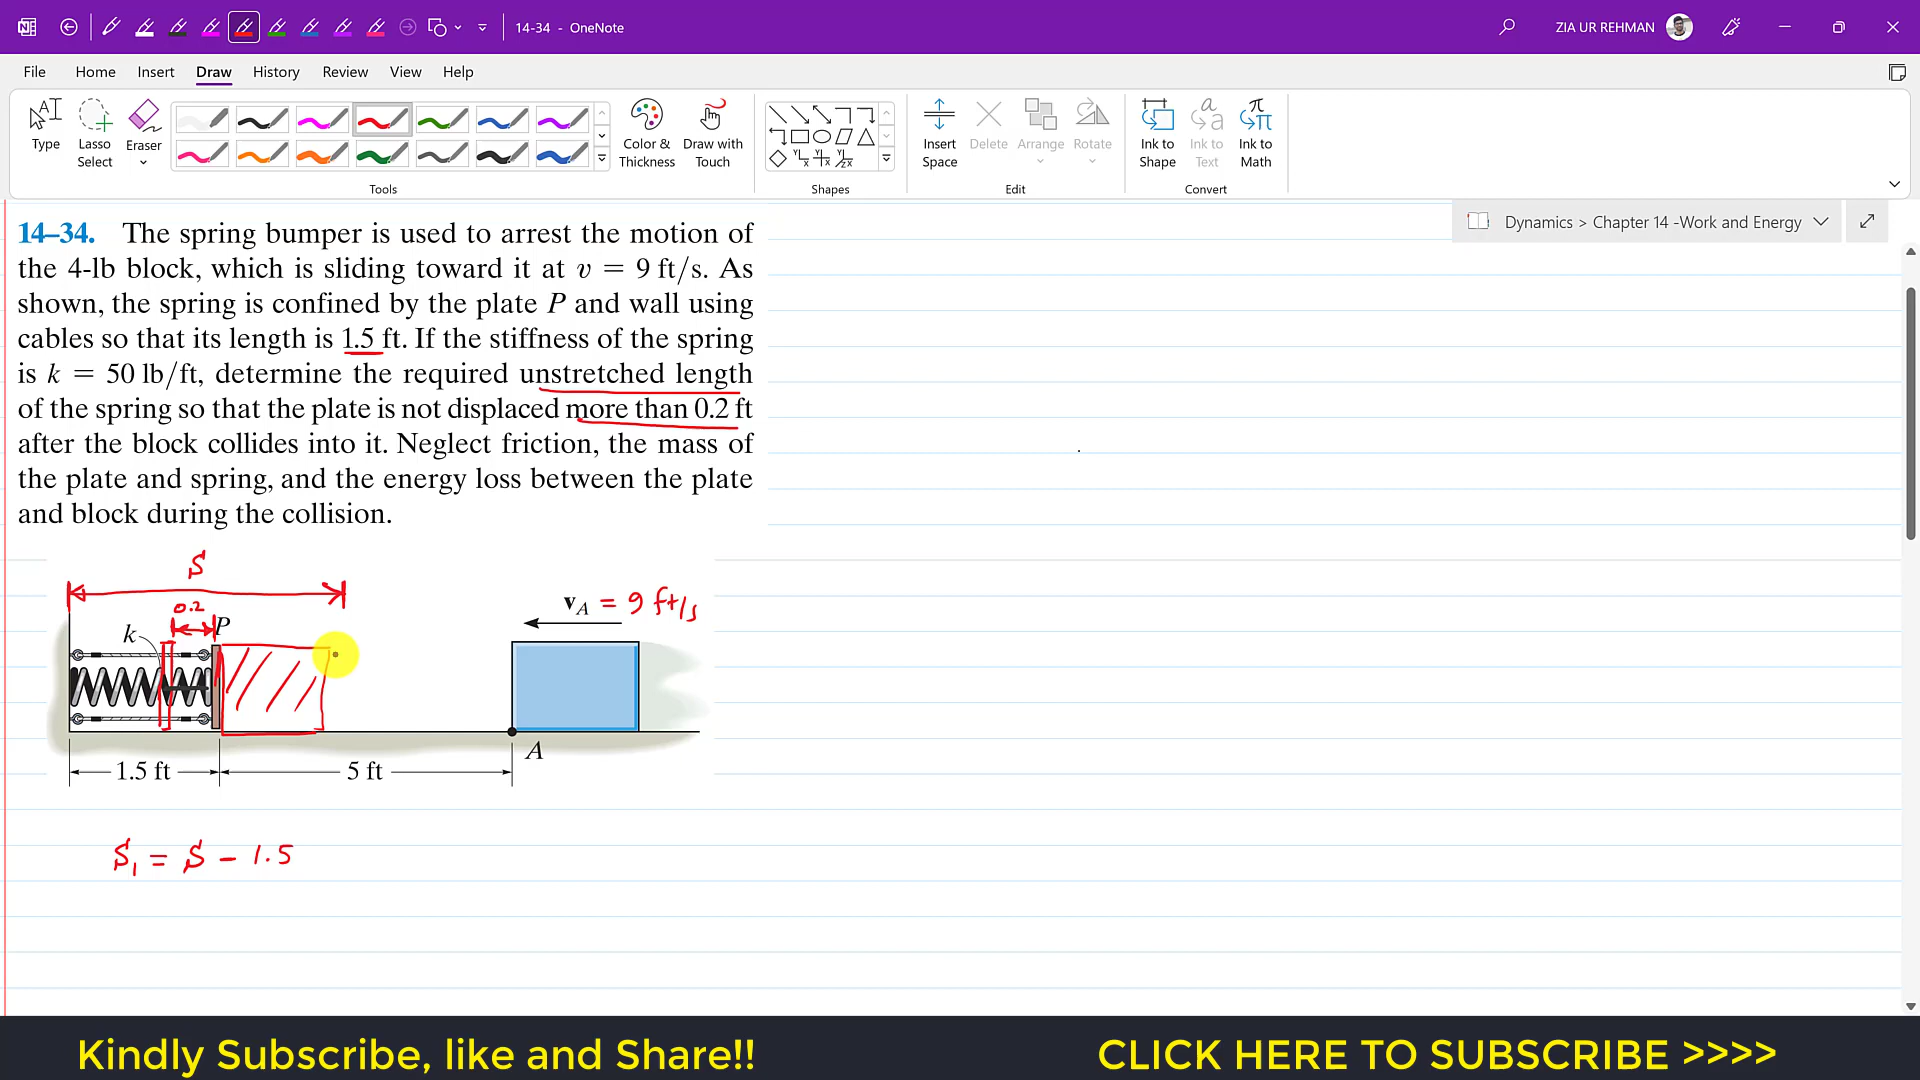 14-34 - OneNote
ZIA UR REHMAN
File Home Insert Draw History Review View Help
Type
Lasso Select
Eraser
Color & Thickness
Draw with Touch
Insert Space
Delete
Arrange
Rotate
Ink to Shape
Ink to Text
Ink to Math
Tools
Shapes
Edit
Convert
Dynamics > Chapter 14 -Work and Energy
14–34. The spring bumper is used to arrest the motion of
the 4-lb block, which is sliding toward it at v = 9 ft/s. As
shown, the spring is confined by the plate P and wall using
cables so that its length is 1.5 ft. If the stiffness of the spring
is k = 50 lb/ft, determine the required unstretched length
of the spring so that the plate is not displaced more than 0.2 ft
after the block collides into it. Neglect friction, the mass of
the plate and spring, and the energy loss between the plate
and block during the collision.
S
0.2
P
k
vA = 9 ft/s
A
1.5 ft
5 ft
S1 = S - 1.5
Kindly Subscribe, like and Share!!
CLICK HERE TO SUBSCRIBE >>>>